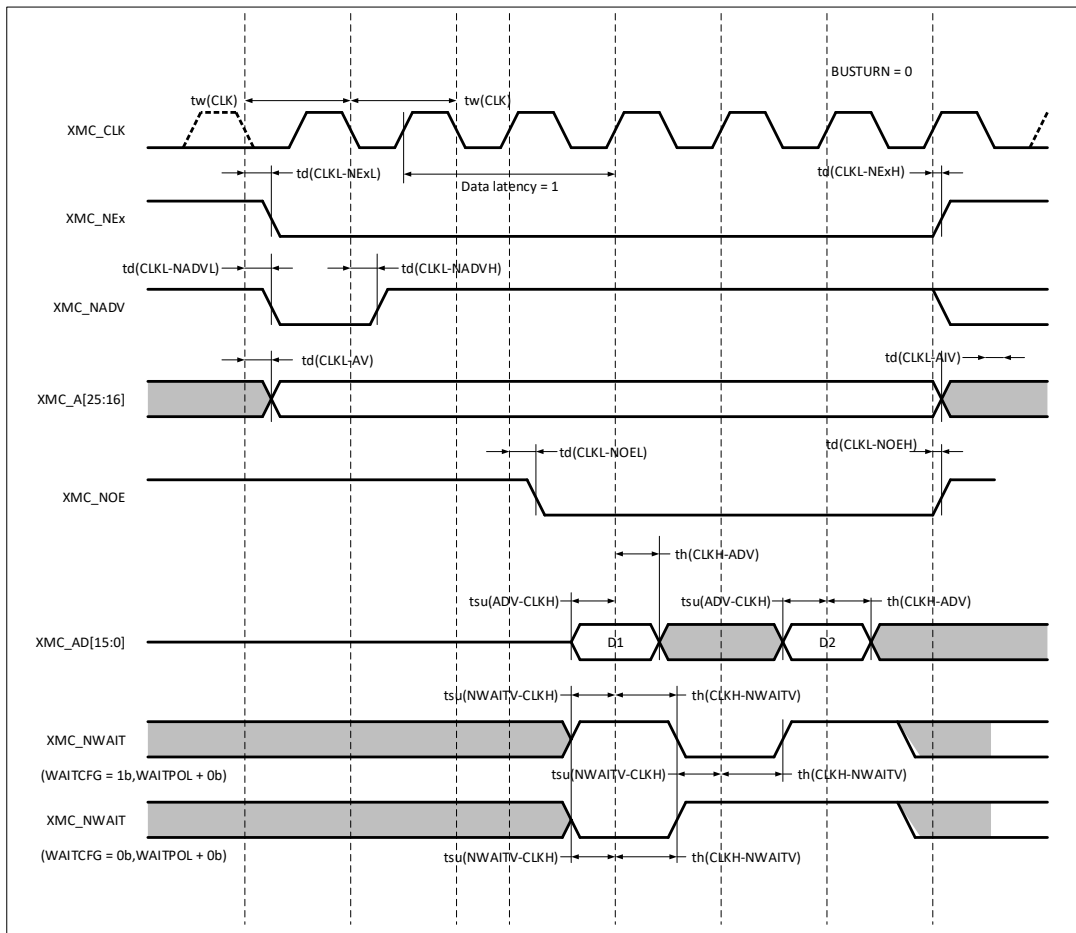 BUSTURN = 0
tw(CLK)
tw(CLK)
XMC_CLK
td(CLKL-NExL)
Data latency = 1
td(CLKL-NExH)
XMC_NEx
td(CLKL-NADVL)
td(CLKL-NADVH)
XMC_NADV
td(CLKL-AV)
td(CLKL-AIV)
XMC_A[25:16]
td(CLKL-NOEL)
td(CLKL-NOEH)
XMC_NOE
th(CLKH-ADV)
tsu(ADV-CLKH)
tsu(ADV-CLKH)
th(CLKH-ADV)
XMC_AD[15:0]
D1
D2
tsu(NWAITV-CLKH)
th(CLKH-NWAITV)
XMC_NWAIT
(WAITCFG = 1b,WAITPOL + 0b)
tsu(NWAITV-CLKH)
th(CLKH-NWAITV)
XMC_NWAIT
(WAITCFG = 0b,WAITPOL + 0b)
tsu(NWAITV-CLKH)
th(CLKH-NWAITV)